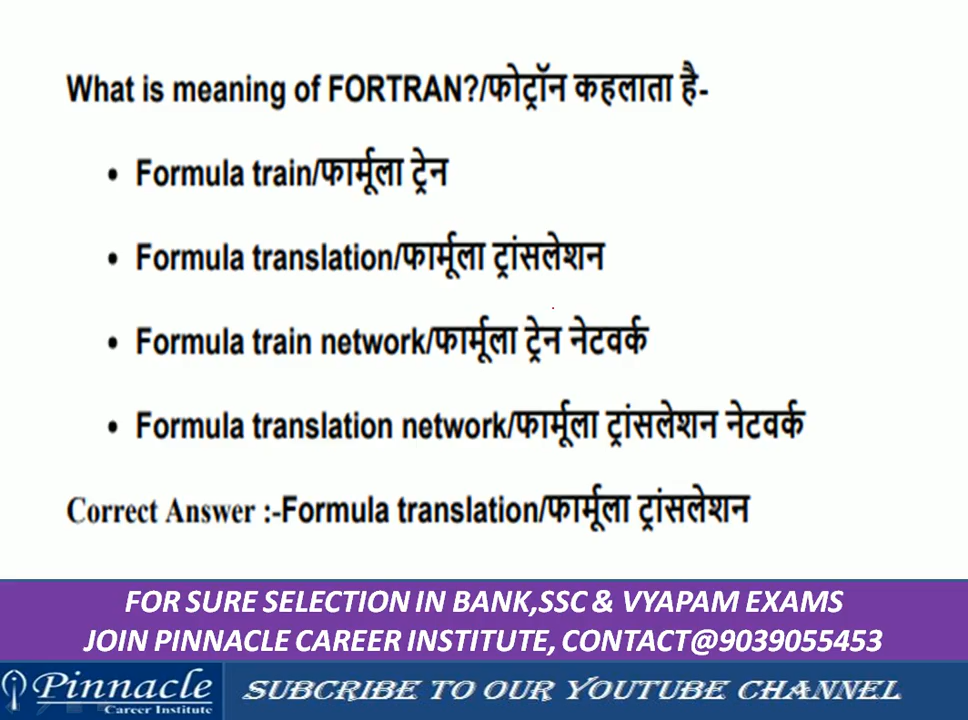 What is meaning of FORTRAN?/फोट्रॉन कहलाता है-
• Formula train/फार्मूला ट्रेन
• Formula translation/फार्मूला ट्रांसलेशन
• Formula train network/फार्मूला ट्रेन नेटवर्क
• Formula translation network/फार्मूला ट्रांसलेशन नेटवर्क
Correct Answer :-Formula translation/फार्मूला ट्रांसलेशन
FOR SURE SELECTION IN BANK,SSC & VYAPAM EXAMS
JOIN PINNACLE CAREER INSTITUTE, CONTACT@9039055453
Pinnacle
Career Institute
SUBCRIBE TO OUR YOUTUBE CHANNEL